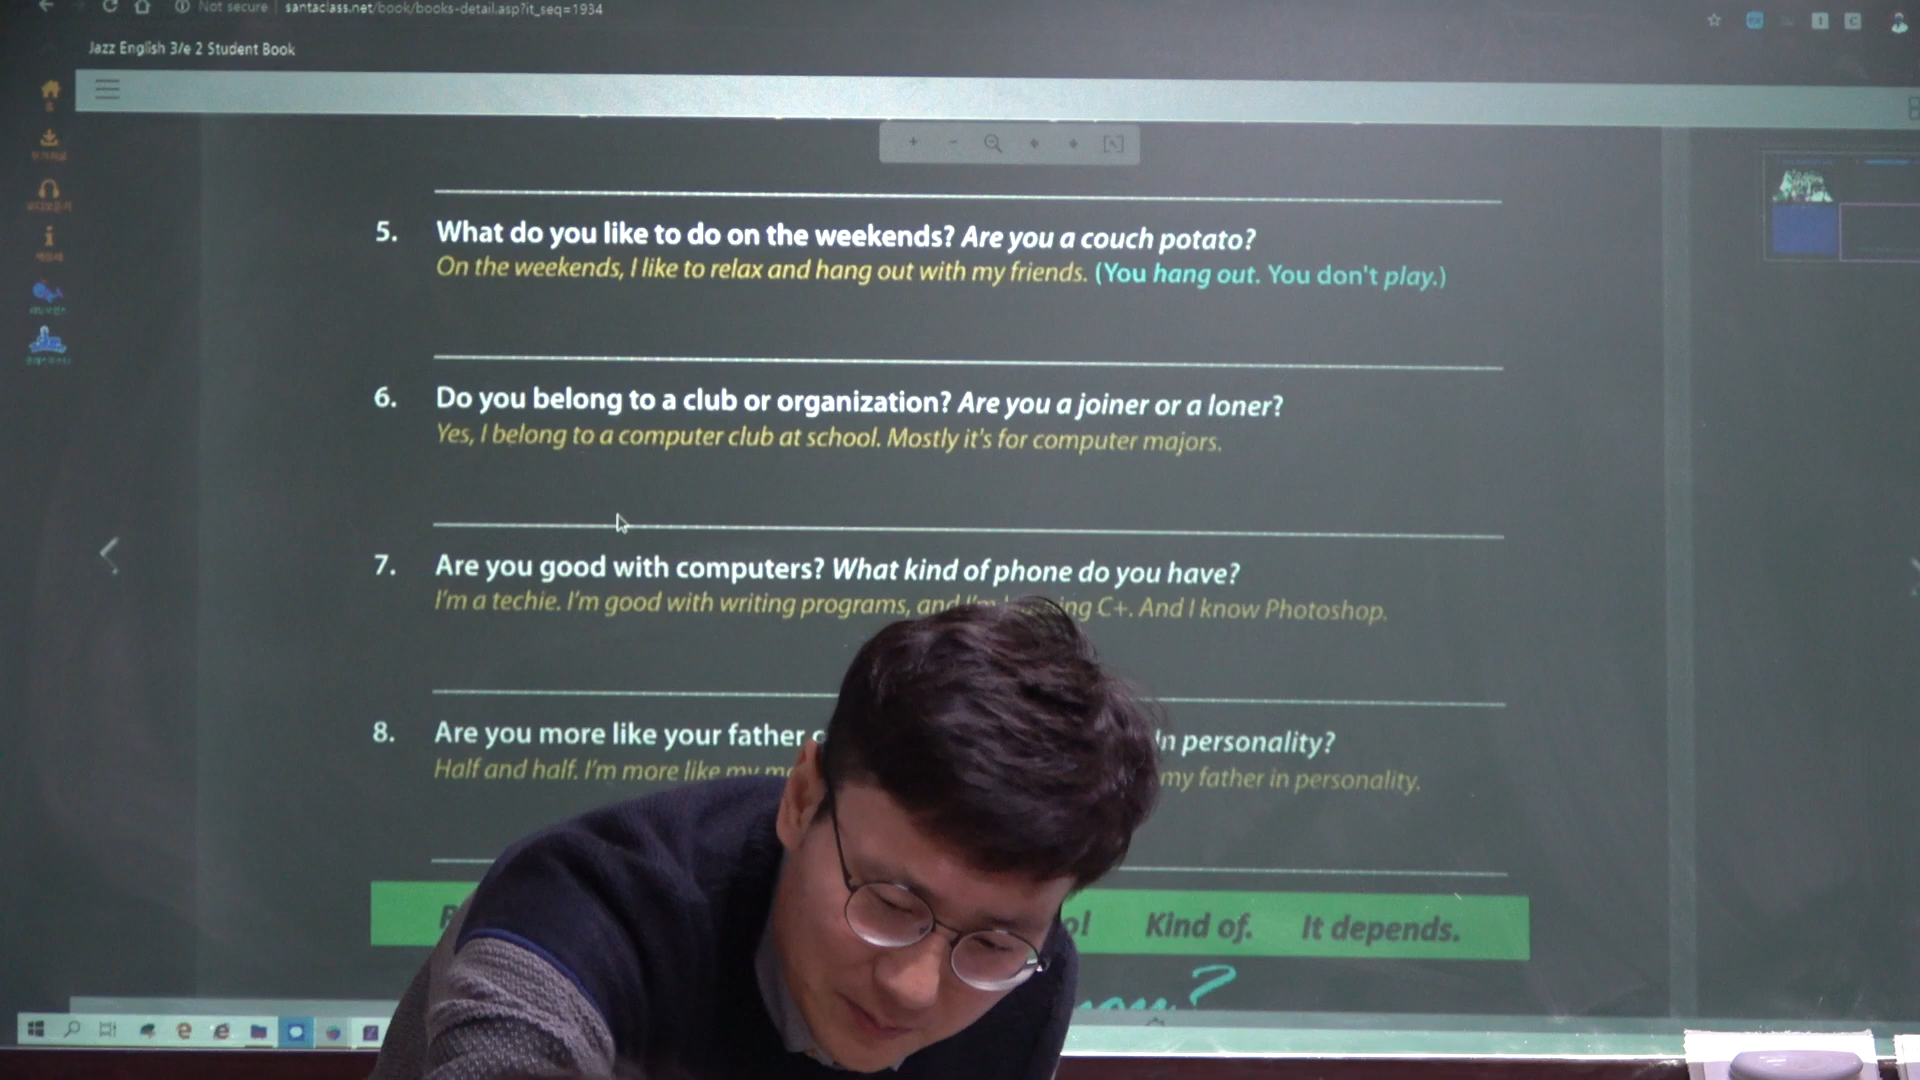 Not secure | santaclass.net/book/books-detail.asp?it_seq=1934
Jazz English 3/e 2 Student Book
5. What do you like to do on the weekends? Are you a couch potato?
On the weekends, I like to relax and hang out with my friends. (You hang out. You don't play.)
6. Do you belong to a club or organization? Are you a joiner or a loner?
Yes, I belong to a computer club at school. Mostly it's for computer majors.
7. Are you good with computers? What kind of phone do you have?
I'm a techie. I'm good with writing programs, and C+. And I know Photoshop.
8. Are you more like your father In personality?
Half and half. I'm more like my my father in personality.
Kind of. It depends.